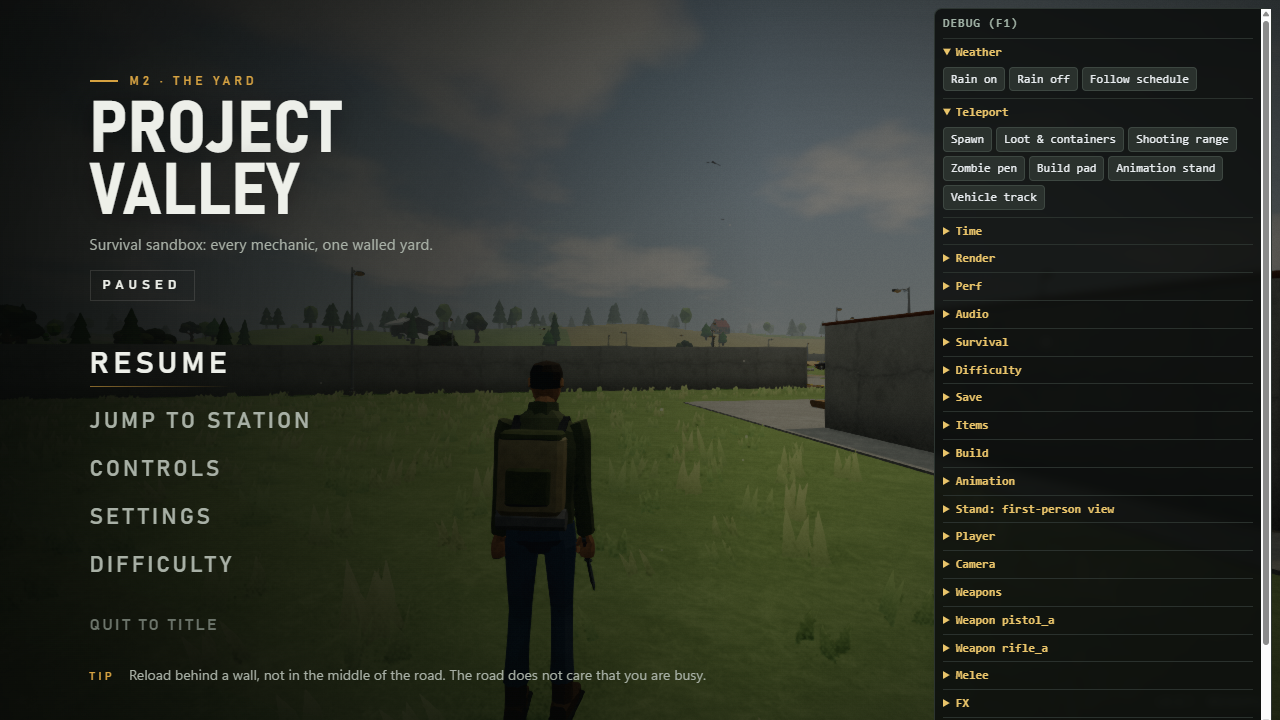 M2 · THE YARD
PROJECT
VALLEY
Survival sandbox: every mechanic, one walled yard.
PAUSED
RESUME
JUMP TO STATION
CONTROLS
SETTINGS
DIFFICULTY
QUIT TO TITLE
TIP Reload behind a wall, not in the middle of the road. The road does not care that you are busy.
DEBUG (F1)
Weather
Rain on Rain off Follow schedule
Teleport
Spawn Loot & containers Shooting range
Zombie pen Build pad Animation stand
Vehicle track
Time
Render
Perf
Audio
Survival
Difficulty
Save
Items
Build
Animation
Stand: first-person view
Player
Camera
Weapons
Weapon pistol_a
Weapon rifle_a
Melee
FX